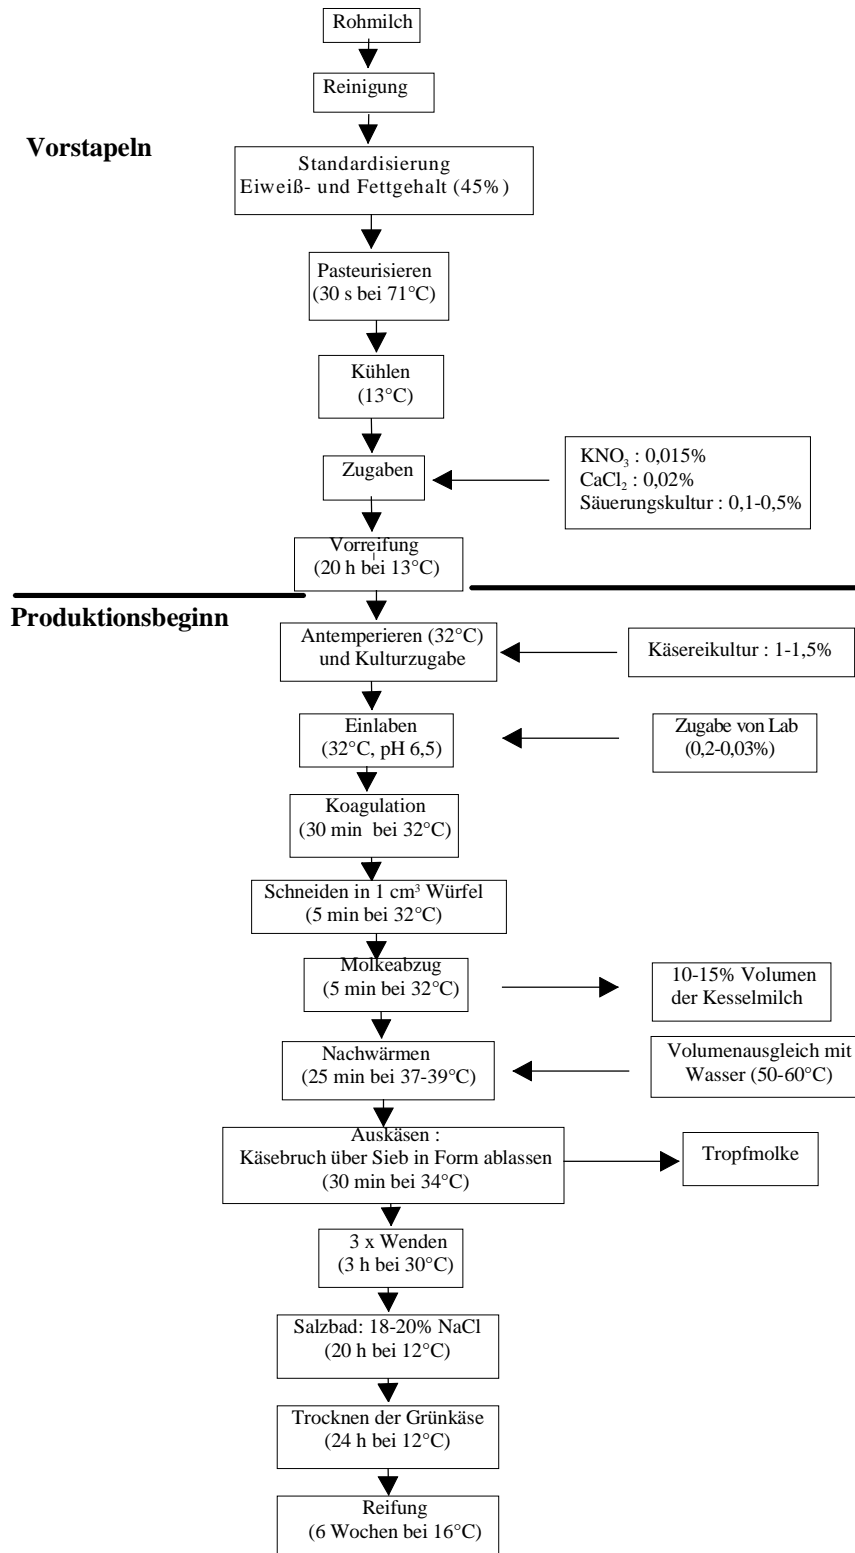 Rohmilch
Reinigung
Vorstapeln
Standardisierung
Eiweiß- und Fettgehalt (45%)
Pasteurisieren
(30 s bei 71°C)
Kühlen
(13°C)
Zugaben
KNO₃ : 0,015%
CaCl₂ : 0,02%
Säuerungskultur : 0,1-0,5%
Vorreifung
(20 h bei 13°C)
Produktionsbeginn
Antemperieren (32°C)
und Kulturzugabe
Käsereikultur : 1-1,5%
Einlaben
(32°C, pH 6,5)
Zugabe von Lab
(0,2-0,03%)
Koagulation
(30 min bei 32°C)
Schneiden in 1 cm³ Würfel
(5 min bei 32°C)
Molkeabzug
(5 min bei 32°C)
10-15% Volumen
der Kesselmilch
Nachwärmen
(25 min bei 37-39°C)
Volumenausgleich mit
Wasser (50-60°C)
Auskäsen :
Käsebruch über Sieb in Form ablassen
(30 min bei 34°C)
Tropfmolke
3 x Wenden
(3 h bei 30°C)
Salzbad: 18-20% NaCl
(20 h bei 12°C)
Trocknen der Grünkäse
(24 h bei 12°C)
Reifung
(6 Wochen bei 16°C)